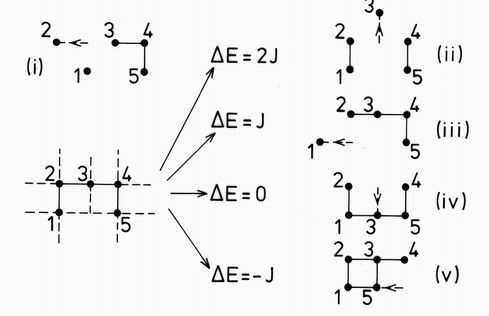 2 3 4
(i) 1 5
ΔE = 2J
3
2 4 (ii)
1 5
ΔE = J
2 3 4
(iii)
1 5
2 3 4
1 5
ΔE = 0
2 4
(iv)
1 3 5
ΔE = -J
2 3 4
(v)
1 5